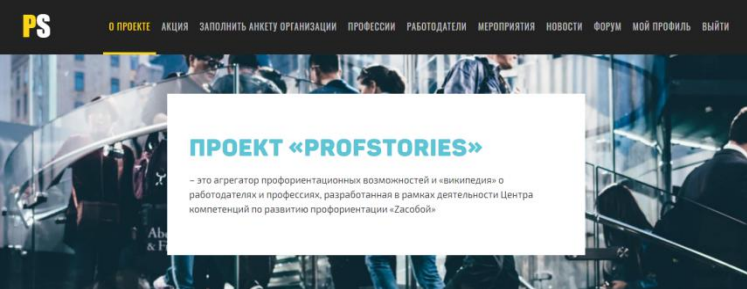 PS
О ПРОЕКТЕ АКЦИЯ ЗАПОЛНИТЬ АНКЕТУ ОРГАНИЗАЦИИ ПРОФЕССИИ РАБОТОДАТЕЛИ МЕРОПРИЯТИЯ НОВОСТИ ФОРУМ МОЙ ПРОФИЛЬ ВЫЙТИ
ПРОЕКТ «PROFSTORIES»
– это агрегатор профориентационных возможностей и «википедия» о
работодателях и профессиях, разработанная в рамках деятельности Центра
компетенций по развитию профориентации «Zасобой»
& F